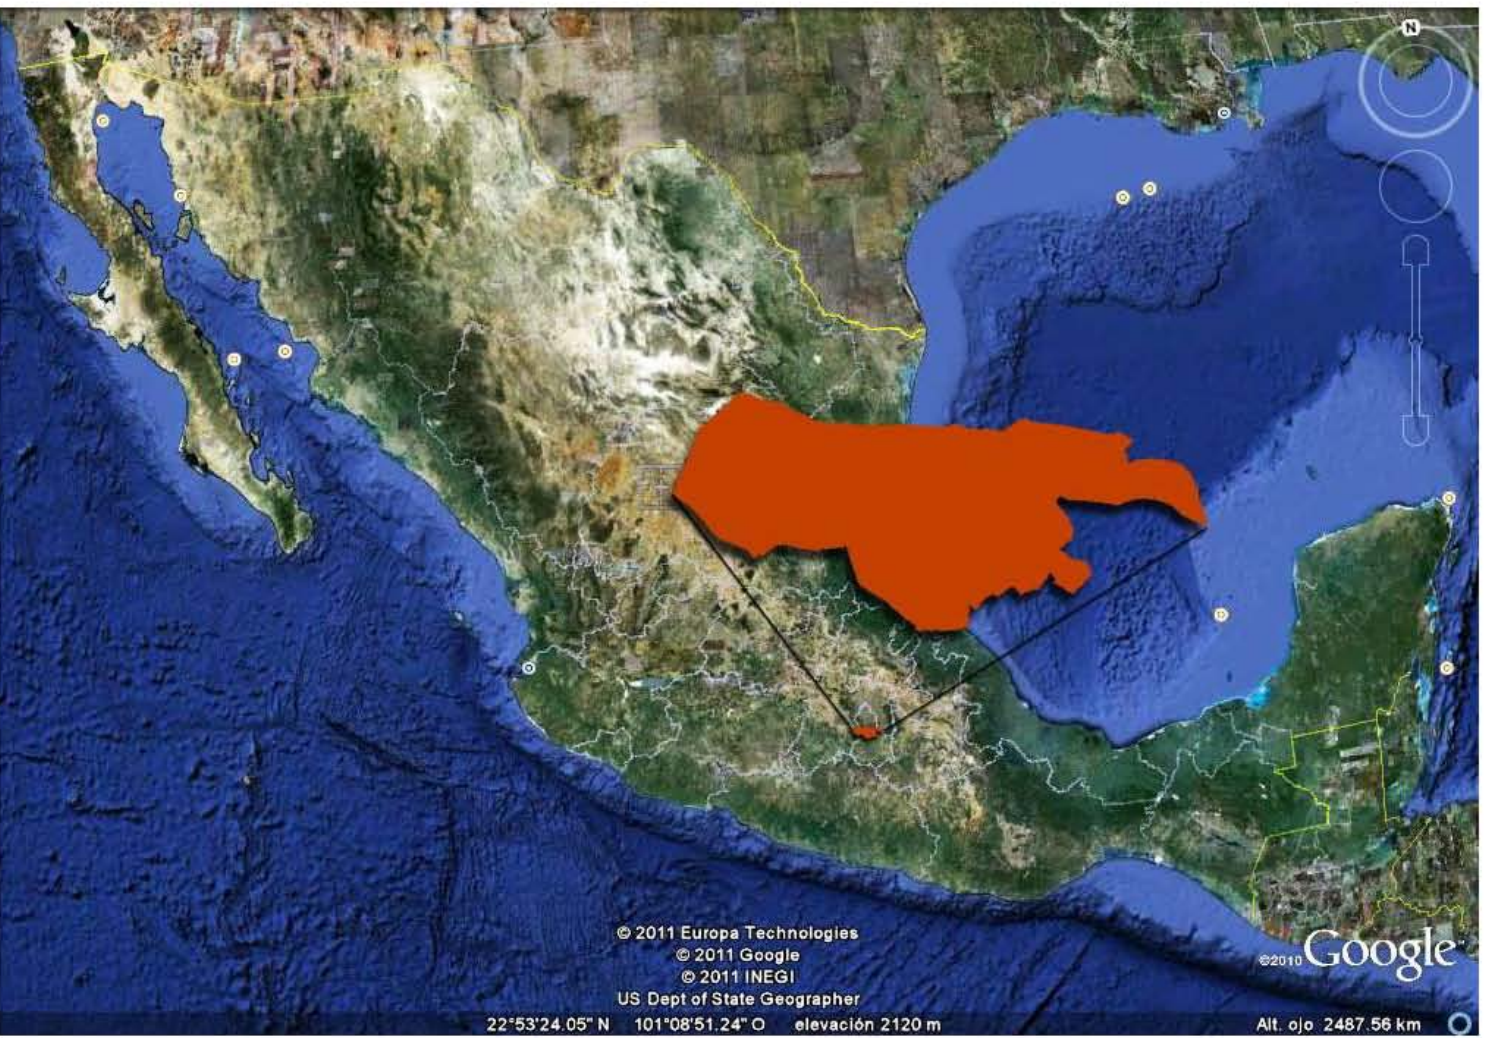 N
© 2011 Europa Technologies
© 2011 Google
© 2011 INEGI
US Dept of State Geographer
©2010 Google™
22°53'24.05" N 101°08'51.24" O elevación 2120 m Alt. ojo 2487.56 km